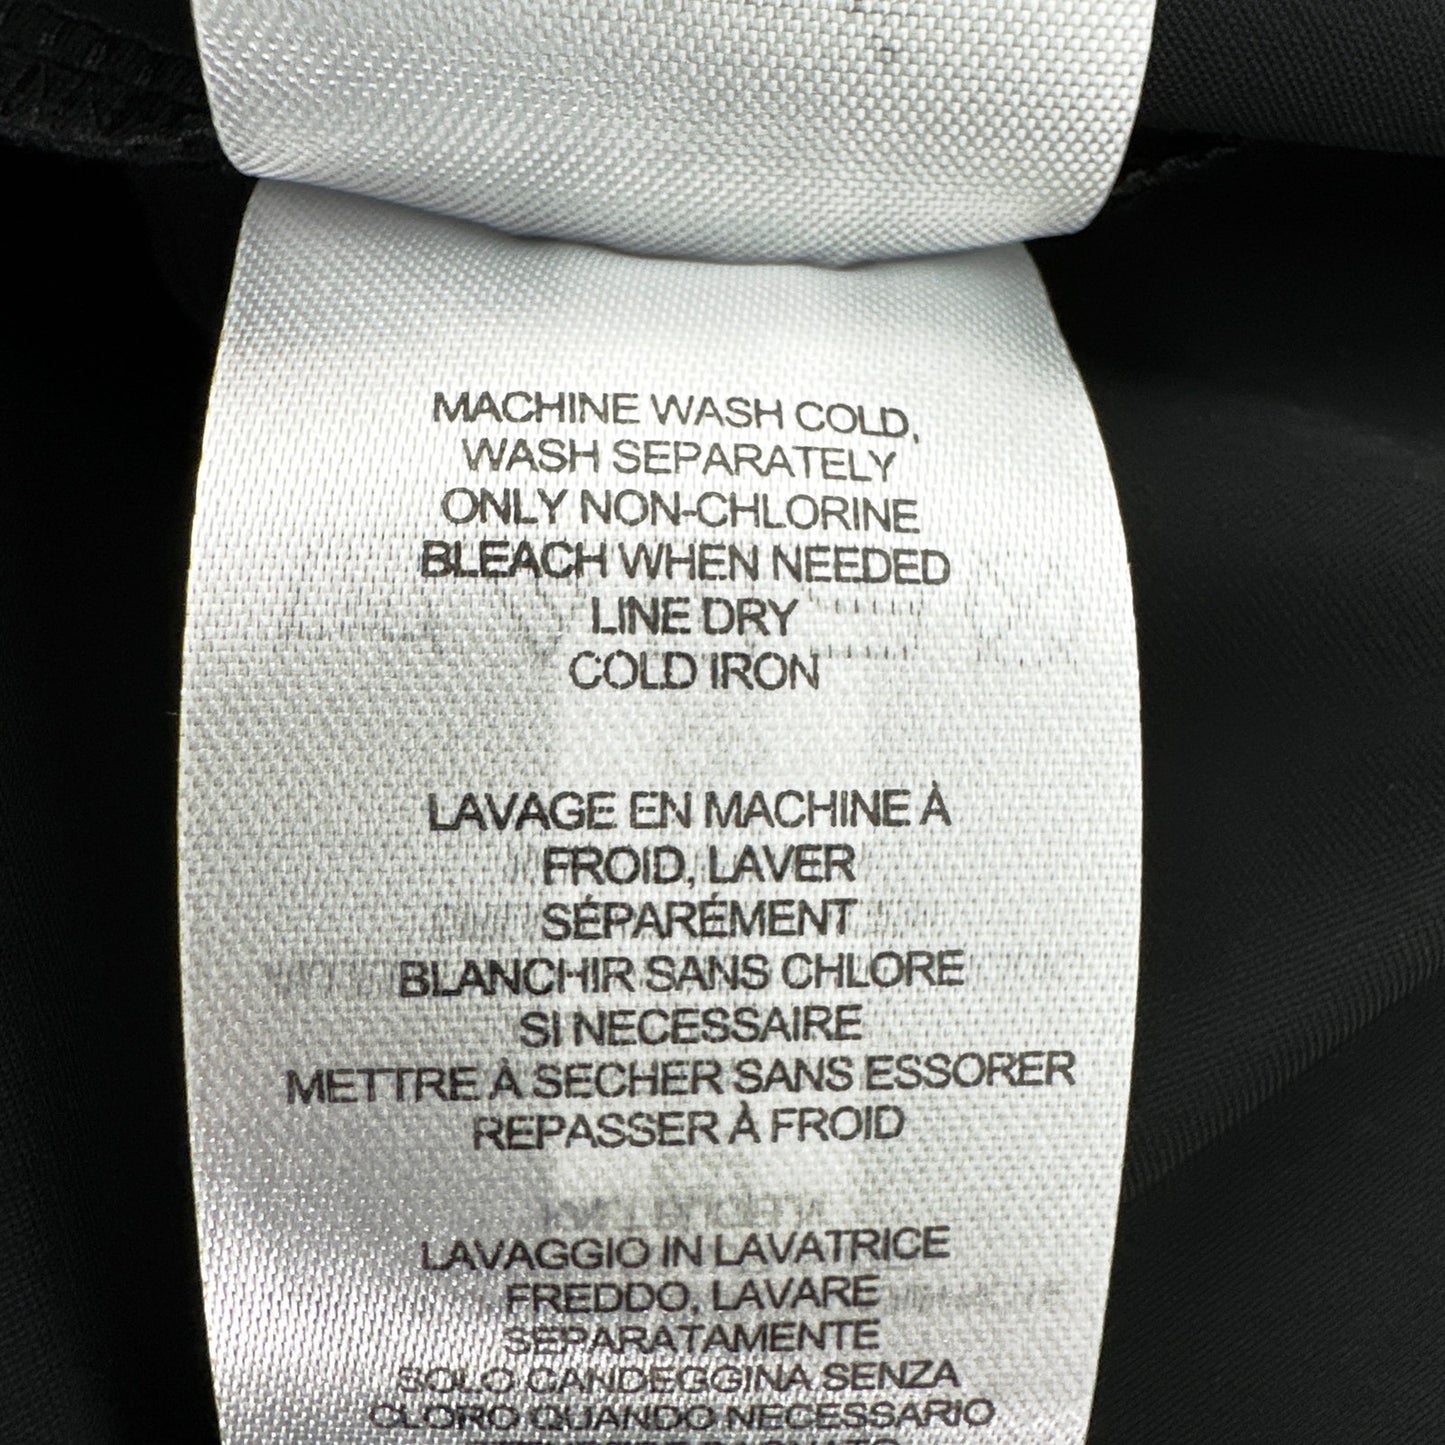 MACHINE WASH COLD,
WASH SEPARATELY
ONLY NON-CHLORINE
BLEACH WHEN NEEDED
LINE DRY
COLD IRON
LAVAGE EN MACHINE À
FROID, LAVER
SÉPARÉMENT
BLANCHIR SANS CHLORE
SI NECESSAIRE
METTRE À SECHER SANS ESSORER
REPASSER À FROID
LAVAGGIO IN LAVATRICE
FREDDO, LAVARE
SEPARATAMENTE
SOLO CANDEGGINA SENZA
CLORO QUANDO NECESSARIO